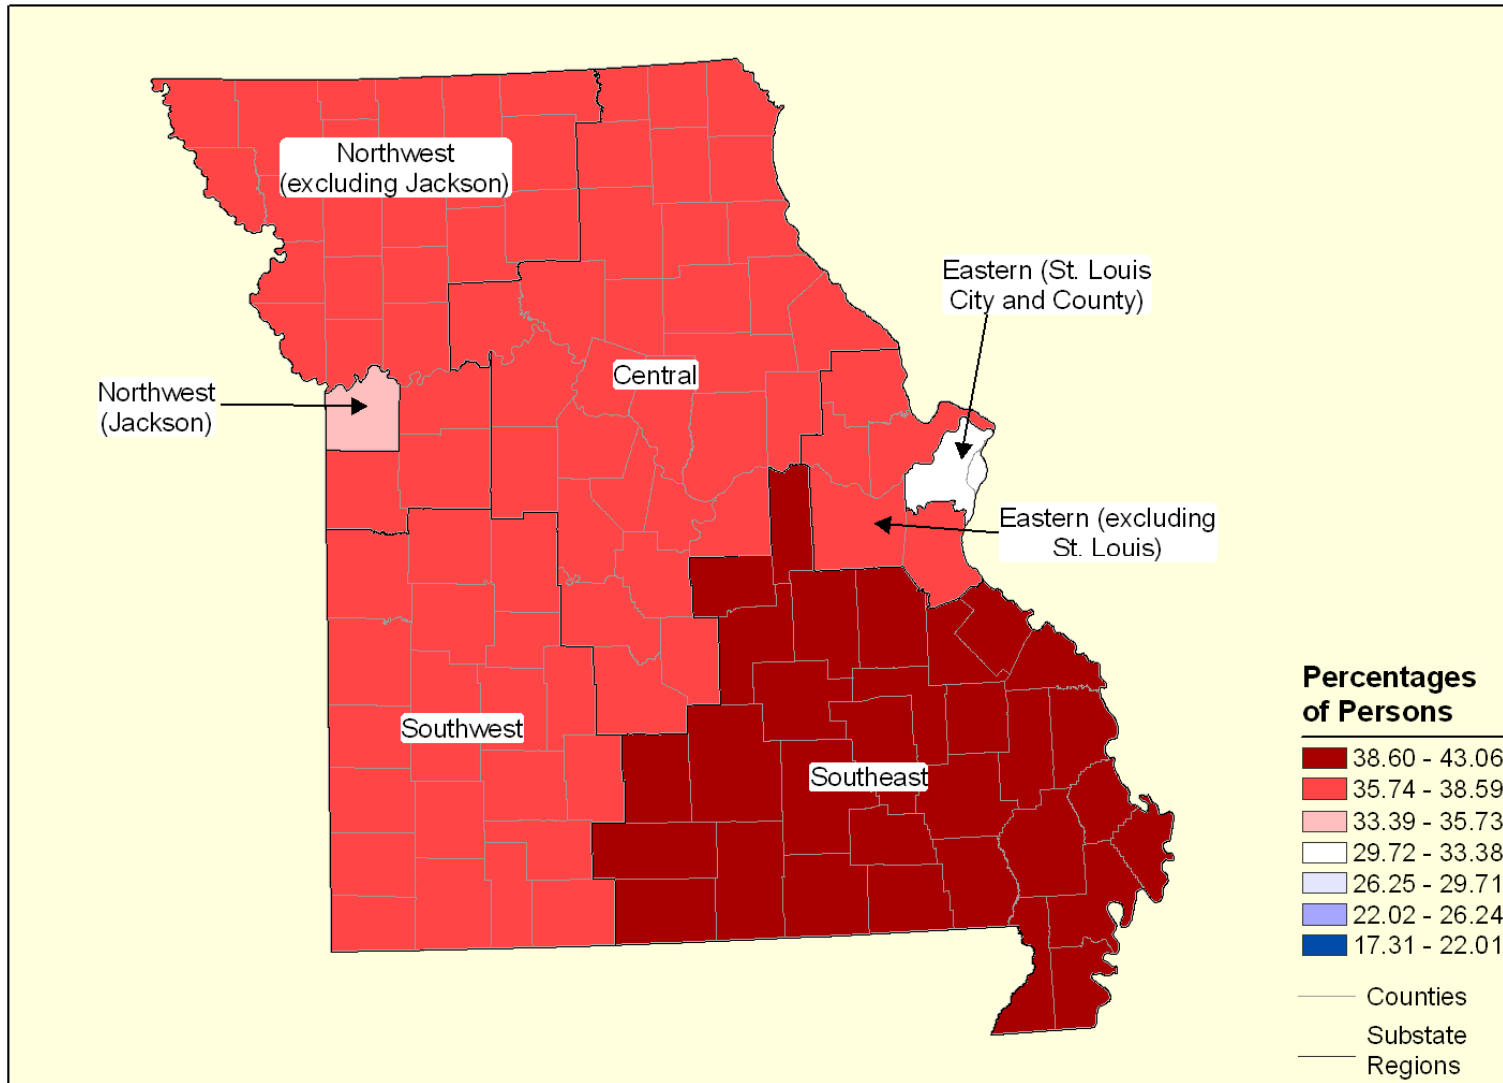 Northwest
(excluding Jackson)
Eastern (St. Louis
City and County)
Central
Northwest
(Jackson)
Eastern (excluding
St. Louis)
Southwest
Southeast
Percentages
of Persons
38.60 - 43.06
35.74 - 38.59
33.39 - 35.73
29.72 - 33.38
26.25 - 29.71
22.02 - 26.24
17.31 - 22.01
Counties
Substate
Regions